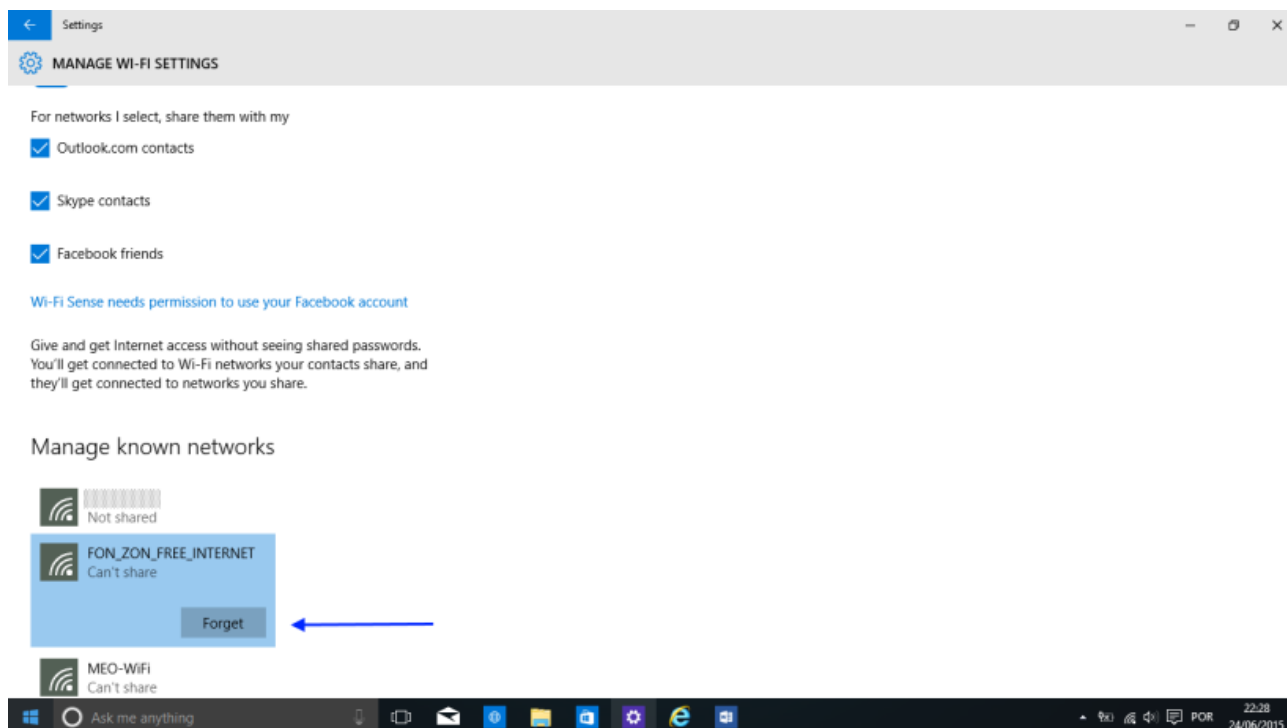 Settings
MANAGE WI-FI SETTINGS
For networks I select, share them with my
Outlook.com contacts
Skype contacts
Facebook friends
Wi-Fi Sense needs permission to use your Facebook account
Give and get Internet access without seeing shared passwords.
You'll get connected to Wi-Fi networks your contacts share, and
they'll get connected to networks you share.
Manage known networks
Not shared
FON_ZON_FREE_INTERNET
Can't share
Forget
MEO-WiFi
Can't share
Ask me anything
POR
22:28
24/06/2015